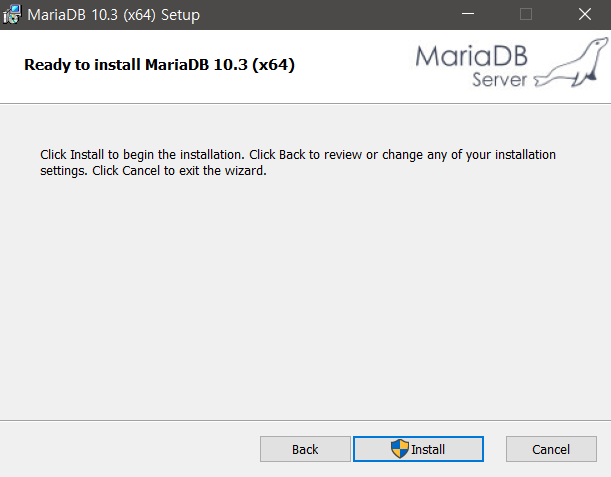 MariaDB 10.3 (x64) Setup
Ready to install MariaDB 10.3 (x64)
MariaDB
Server
Click Install to begin the installation. Click Back to review or change any of your installation
settings. Click Cancel to exit the wizard.
Back
Install
Cancel